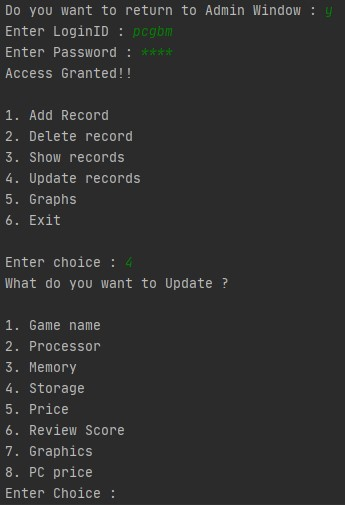 Do you want to return to Admin Window : y
Enter LoginID : pcgbm
Enter Password : ****
Access Granted!!
1. Add Record
2. Delete record
3. Show records
4. Update records
5. Graphs
6. Exit
Enter choice : 4
What do you want to Update ?
1. Game name
2. Processor
3. Memory
4. Storage
5. Price
6. Review Score
7. Graphics
8. PC price
Enter Choice :